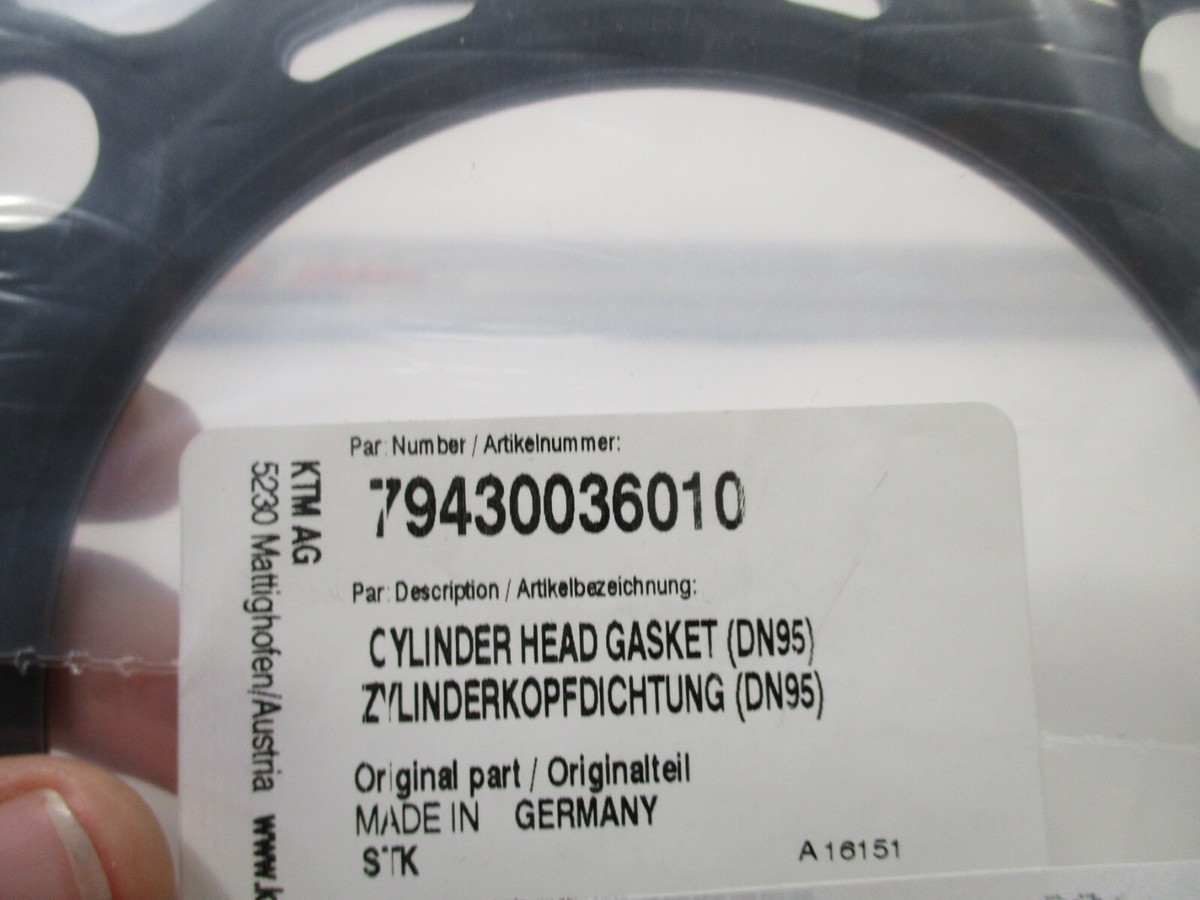 Par Number / Artikelnummer:
79430036010
Par Description / Artikelbezeichnung:
CYLINDER HEAD GASKET (DN95)
ZYLINDERKOPFDICHTUNG (DN95)
Original part / Originalteil
MADE IN GERMANY
STK A 16151
KTM AG
5230 Mattighofen/Austria www.k